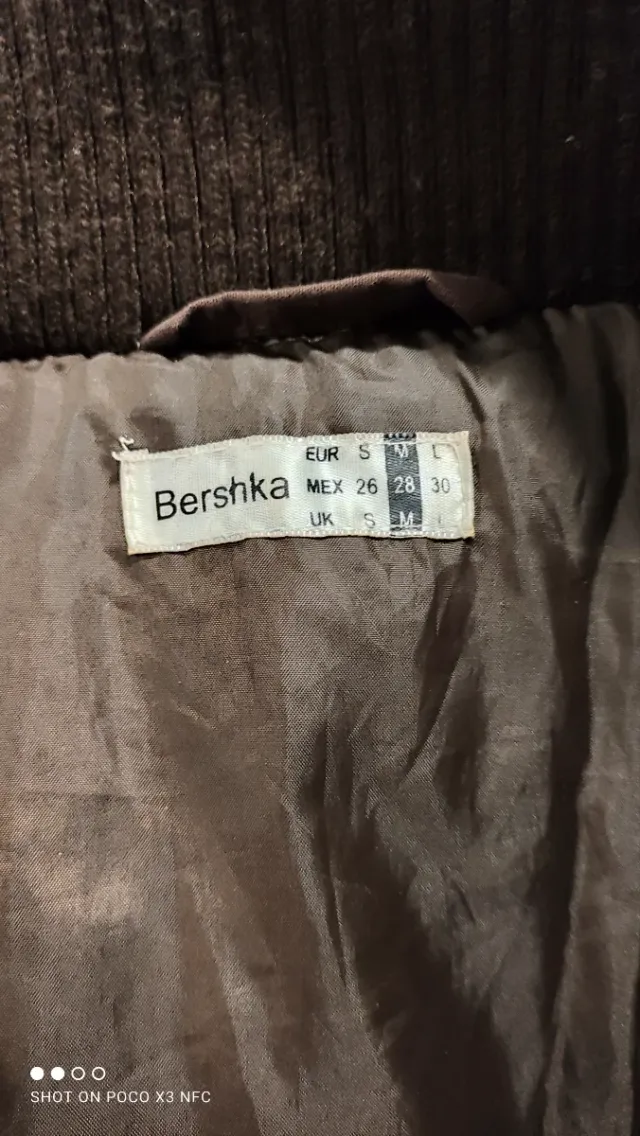 Bershka
EUR S M L
MEX 26 28 30
UK S M L
SHOT ON POCO X3 NFC